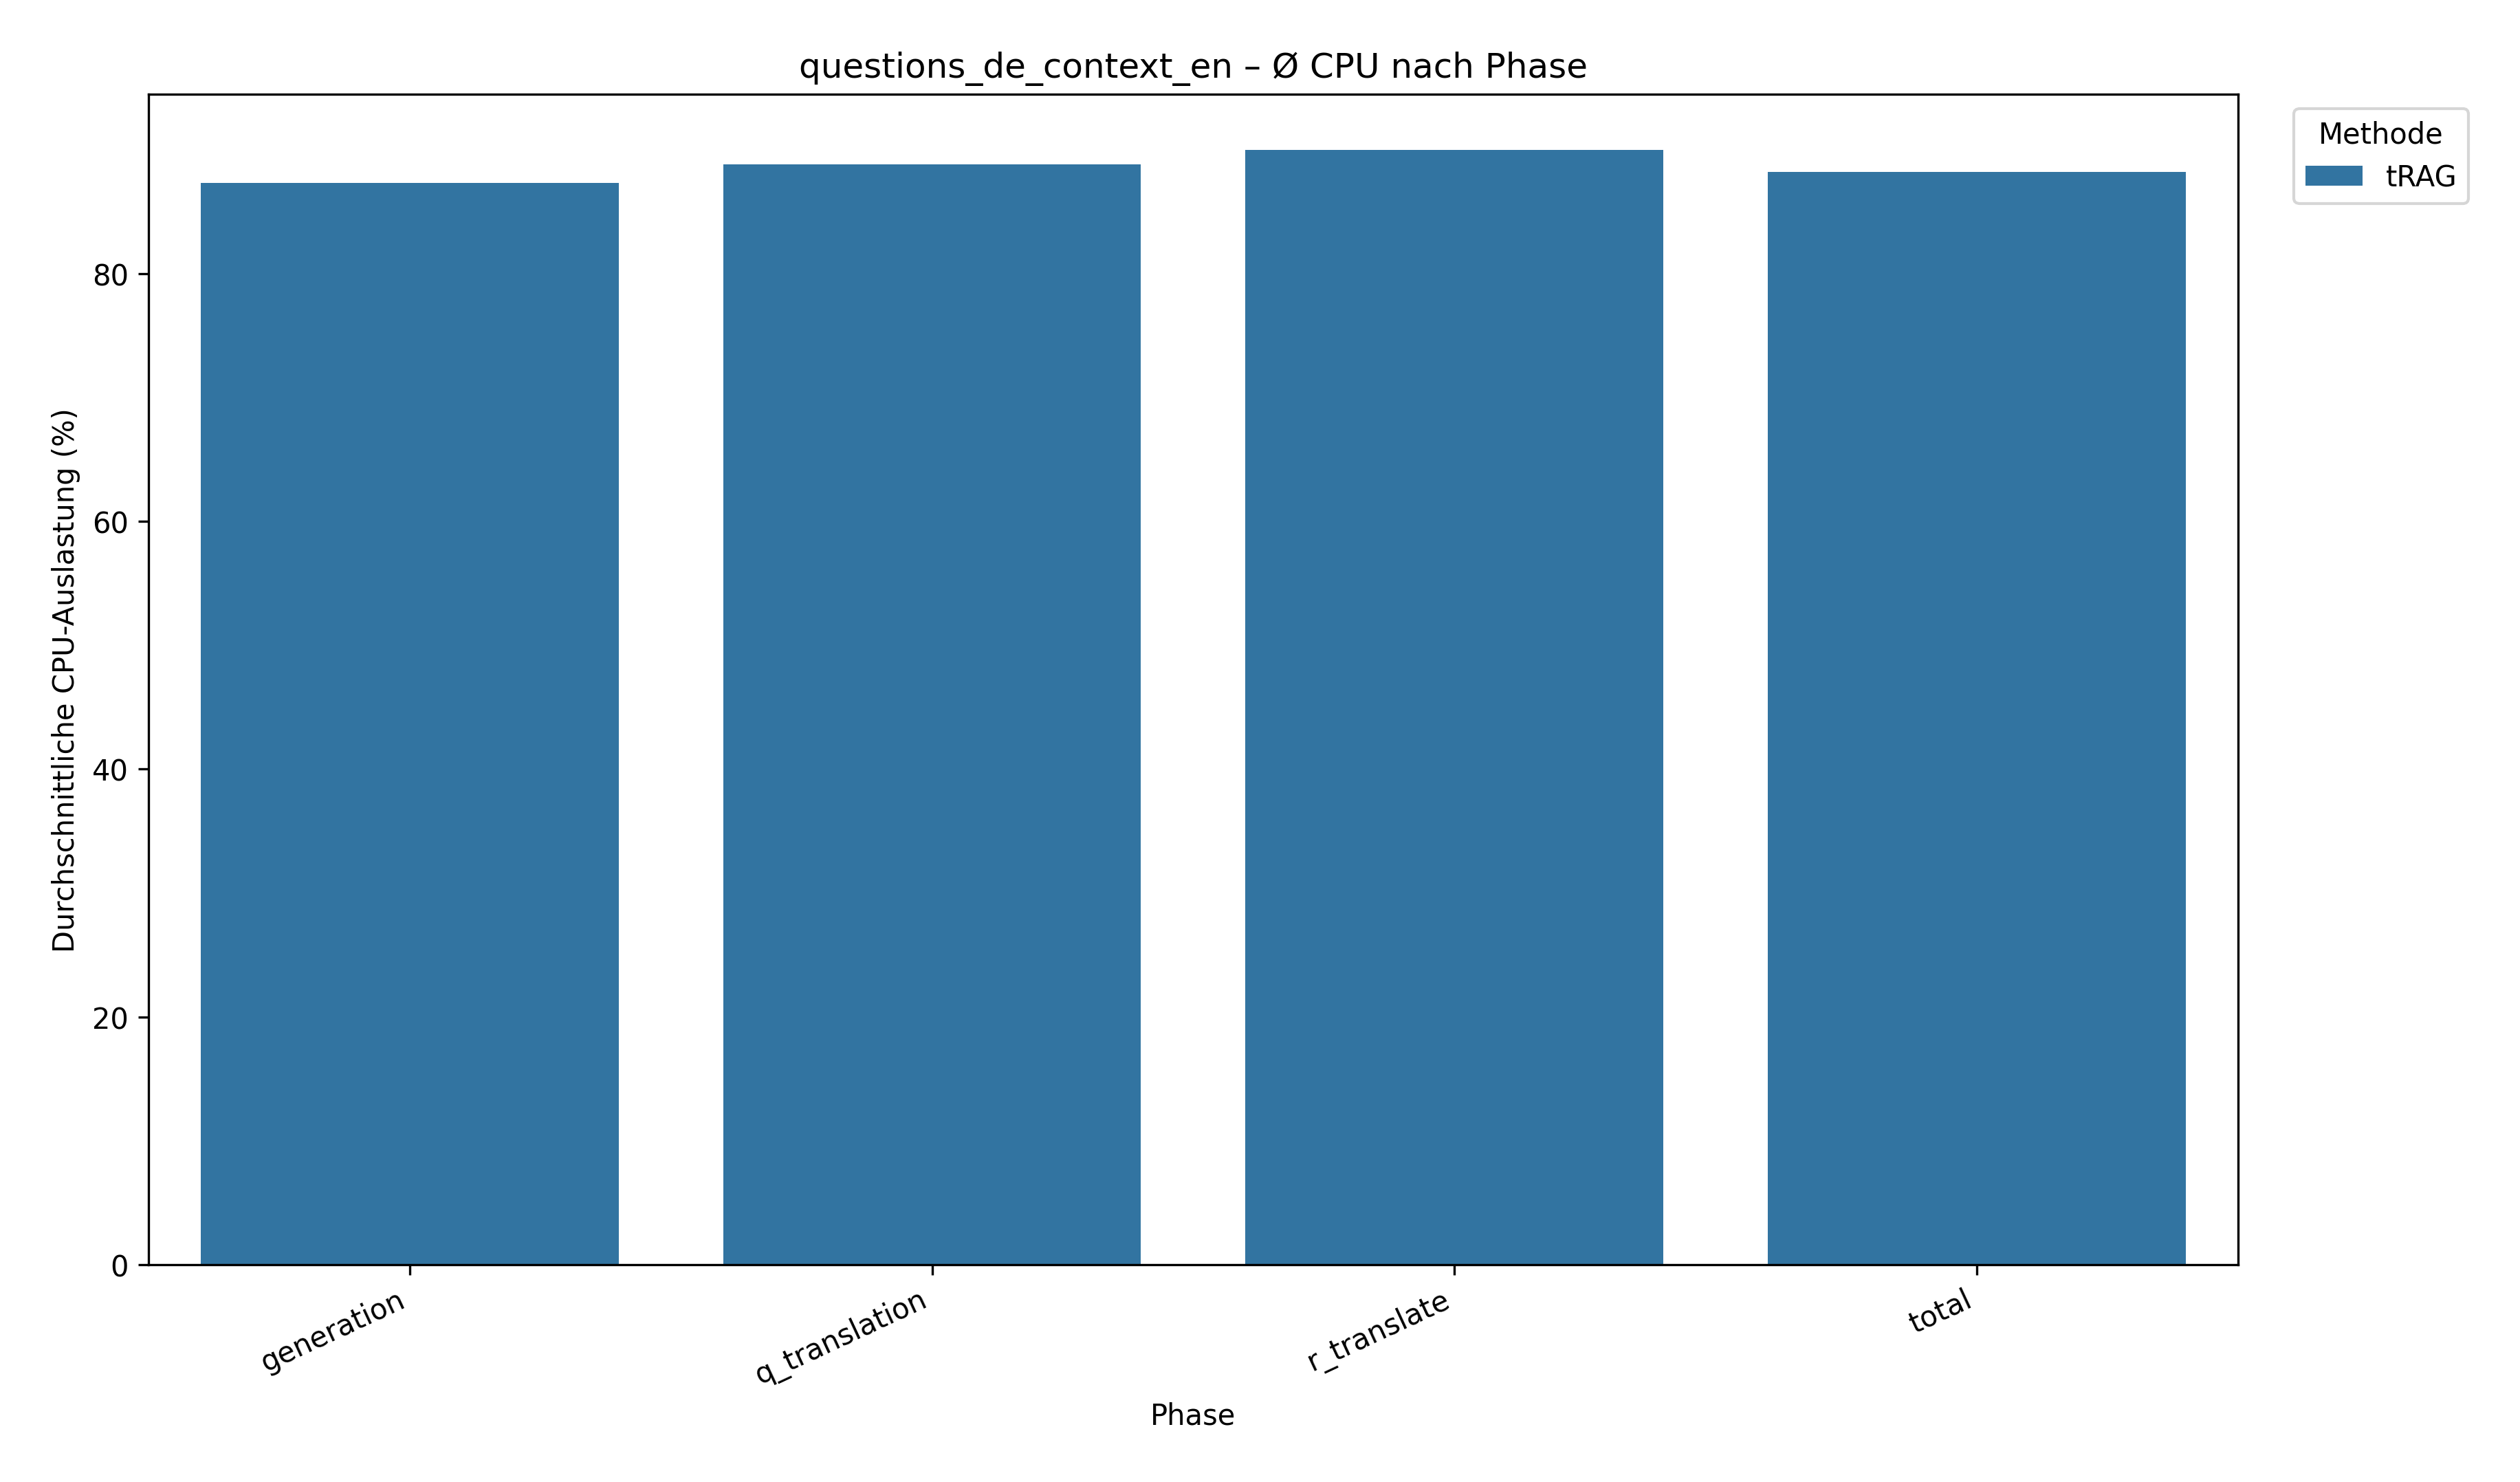 questions_de_context_en – Ø CPU nach Phase
Methode
tRAG
Durchschnittliche CPU-Auslastung (%)
80
60
40
20
0
generation
q_translation
r_translate
total
Phase